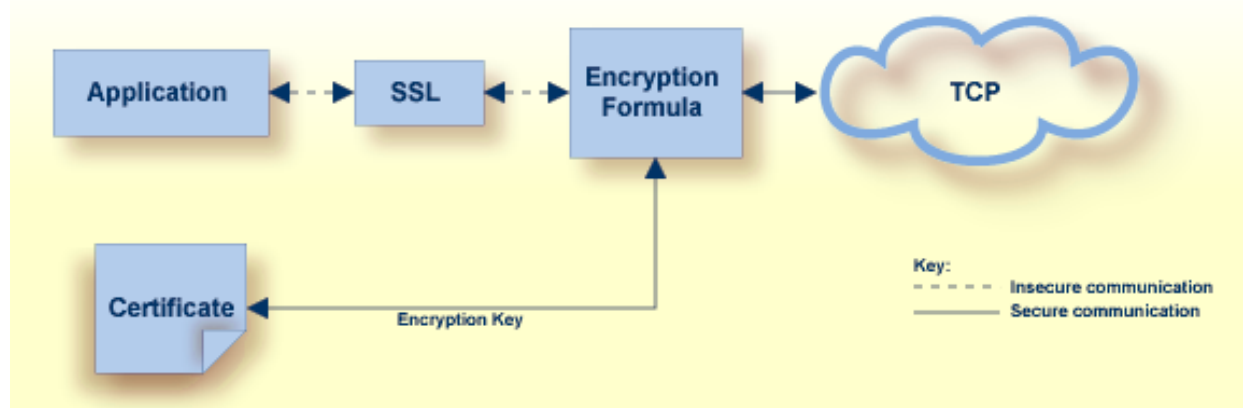 Application
SSL
Encryption
Formula
TCP
Certificate
Encryption Key
Key:
Insecure communication
Secure communication